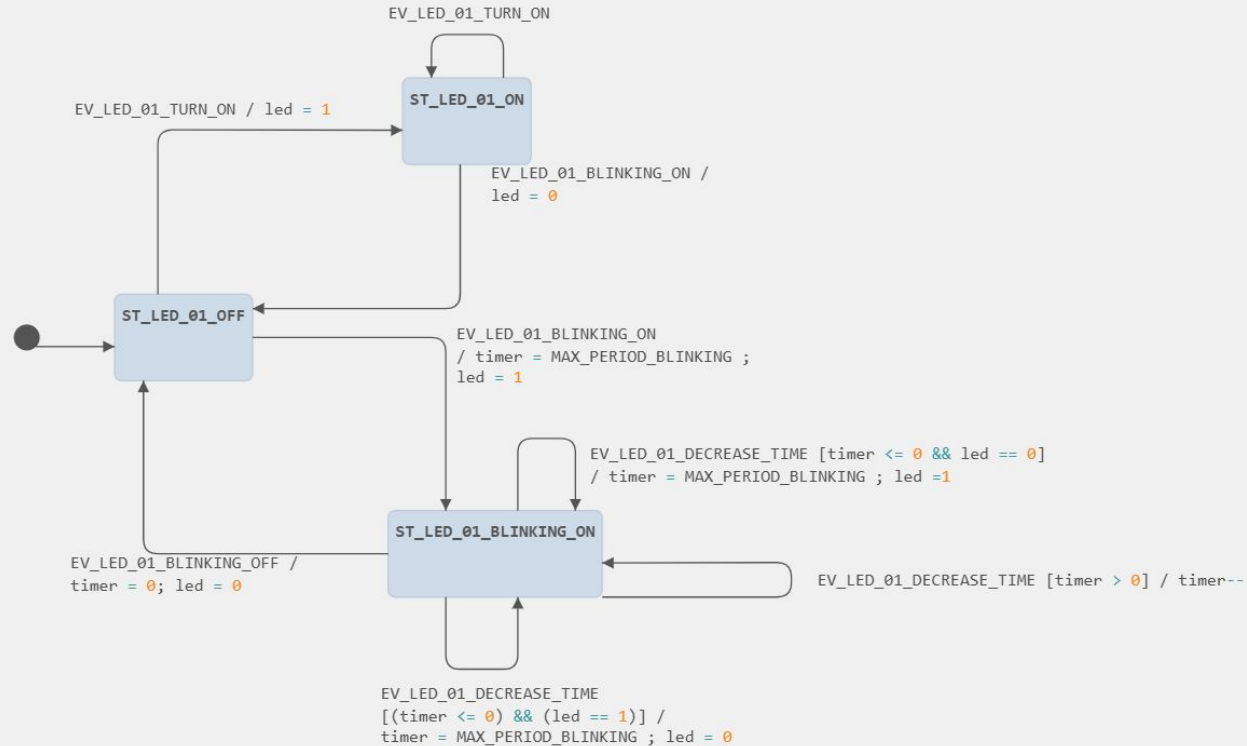 EV_LED_01_TURN_ON
ST_LED_01_ON
EV_LED_01_TURN_ON / led = 1
EV_LED_01_BLINKING_ON /
led = 0
ST_LED_01_OFF
EV_LED_01_BLINKING_ON
/ timer = MAX_PERIOD_BLINKING ;
led = 1
EV_LED_01_DECREASE_TIME [timer <= 0 && led == 0]
/ timer = MAX_PERIOD_BLINKING ; led =1
ST_LED_01_BLINKING_ON
EV_LED_01_BLINKING_OFF /
timer = 0; led = 0
EV_LED_01_DECREASE_TIME [timer > 0] / timer--
EV_LED_01_DECREASE_TIME
[(timer <= 0) && (led == 1)] /
timer = MAX_PERIOD_BLINKING ; led = 0